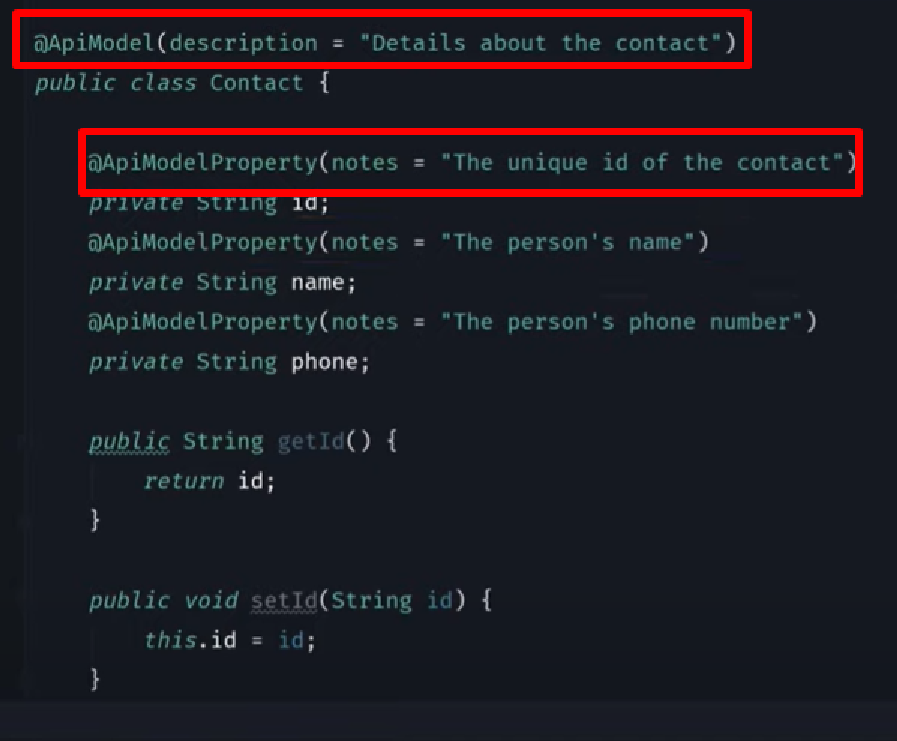 @ApiModel(description = "Details about the contact")
public class Contact {
@ApiModelProperty(notes = "The unique id of the contact")
private String id;
@ApiModelProperty(notes = "The person's name")
private String name;
@ApiModelProperty(notes = "The person's phone number")
private String phone;
public String getId() {
return id;
}
public void setId(String id) {
this.id = id;
}